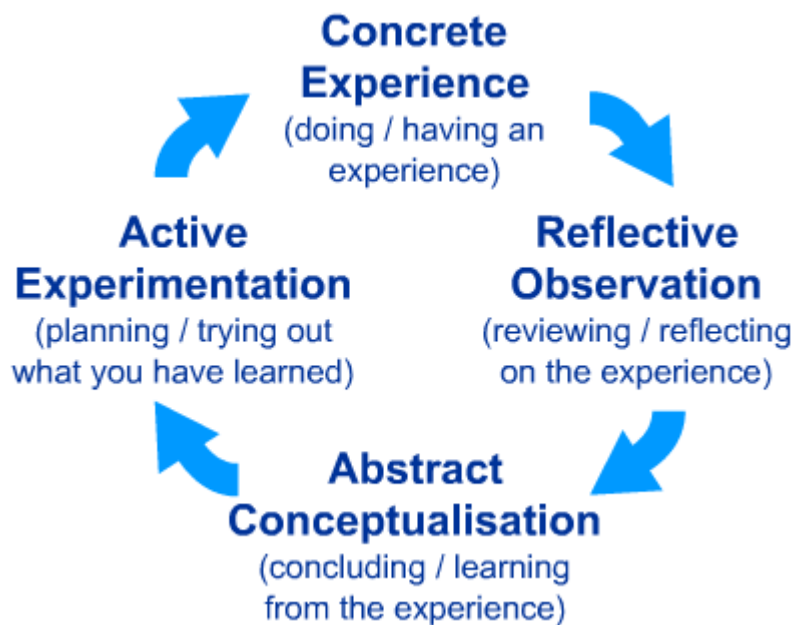 Concrete
Experience
(doing / having an
experience)
Reflective
Observation
(reviewing / reflecting
on the experience)
Abstract
Conceptualisation
(concluding / learning
from the experience)
Active
Experimentation
(planning / trying out
what you have learned)